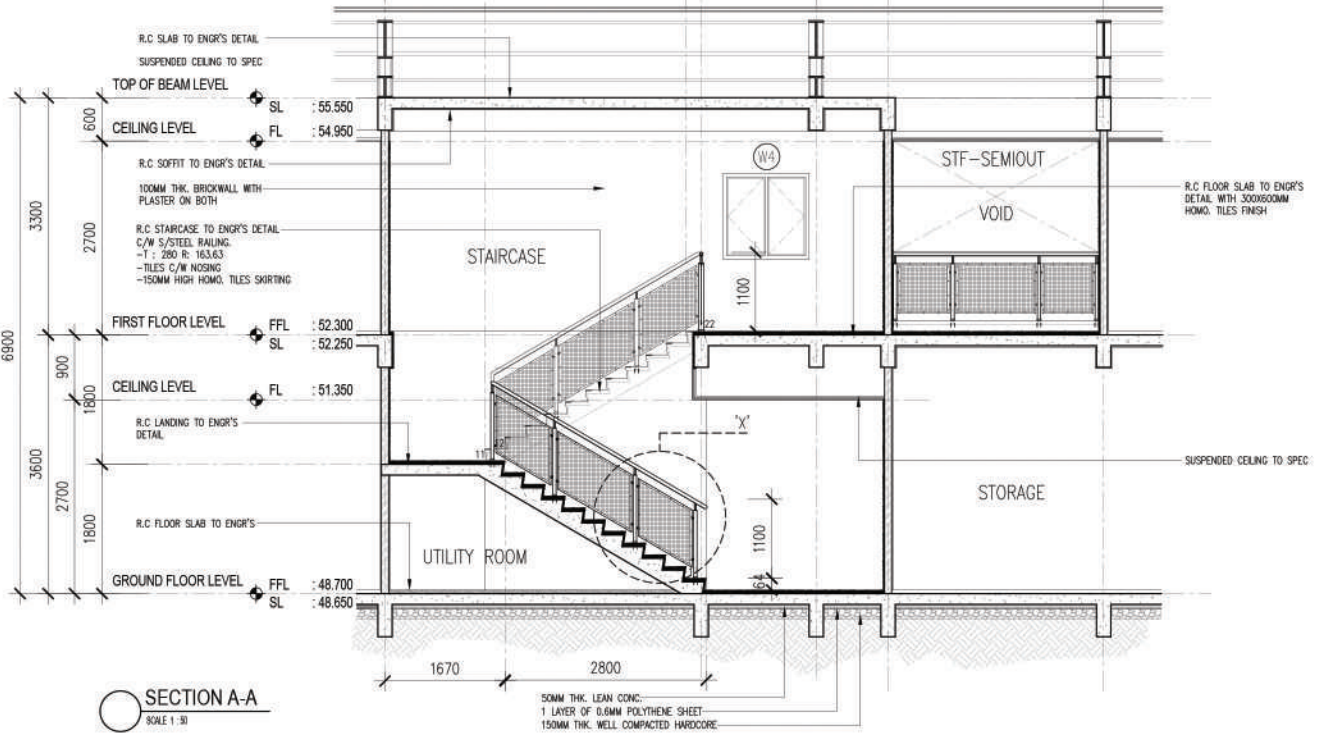 R.C SLAB TO ENGR'S DETAIL
SUSPENDED CEILING TO SPEC
TOP OF BEAM LEVEL
SL : 55.550
600
CEILING LEVEL
FL : 54.950
R.C SOFFIT TO ENGR'S DETAIL
W4
STF-SEMIOUT
VOID
100MM THK. BRICKWALL WITH
PLASTER ON BOTH
R.C FLOOR SLAB TO ENGR'S
DETAIL WITH 300X600MM
HOMO. TILES FINISH
3300
2700
R.C STAIRCASE TO ENGR'S DETAIL
C/W S/STEEL RAILING.
-T : 280 R: 163.63
-TILES C/W NOSING
-150MM HIGH HOMO. TILES SKIRTING
STAIRCASE
1100
FIRST FLOOR LEVEL
FFL : 52.300
SL : 52.250
22
6900
900
CEILING LEVEL
FL : 51.350
1800
R.C LANDING TO ENGR'S
DETAIL
11
12
'X'
SUSPENDED CEILING TO SPEC
3600
2700
1800
STORAGE
R.C FLOOR SLAB TO ENGR'S
UTILITY ROOM
1100
164
GROUND FLOOR LEVEL
FFL : 48.700
SL : 48.650
1670
2800
50MM THK. LEAN CONC.
1 LAYER OF 0.6MM POLYTHENE SHEET
150MM THK. WELL COMPACTED HARDCORE
SECTION A-A
SCALE 1 : 50